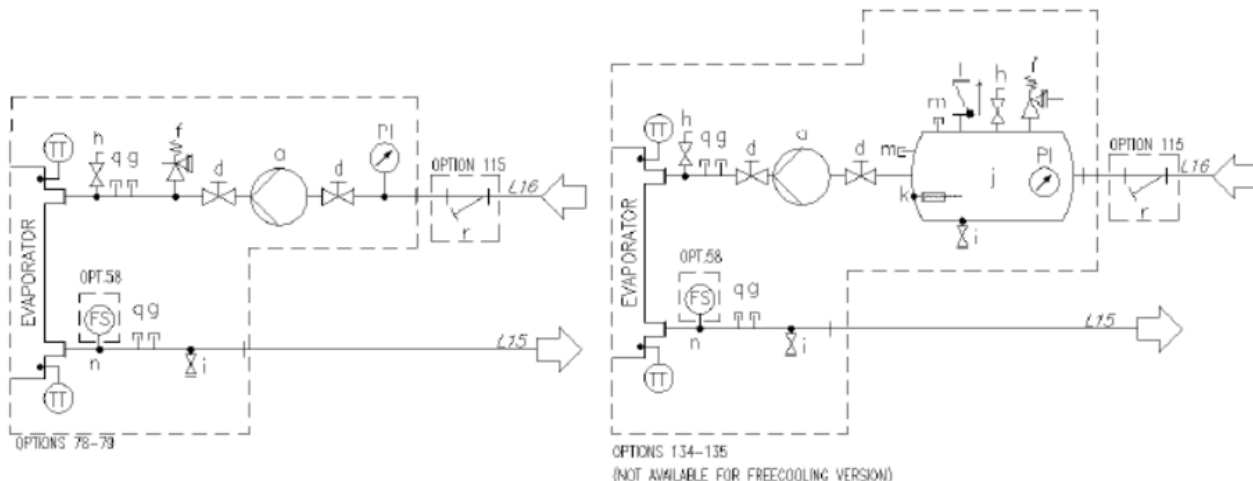 TT
h
q g
f
d
a
d
PI
OPTION 115
L16
r
EVAPORATOR
OPT.58
FS
q g
n
i
L15
TT
OPTIONS 78-79
TT
h
q g
d
a
d
m
m
l
h
f
k
j
PI
i
OPTION 115
L16
r
EVAPORATOR
OPT.58
FS
q g
n
i
L15
TT
OPTIONS 134-135
(NOT AVAILABLE FOR FREECOOLING VERSION)